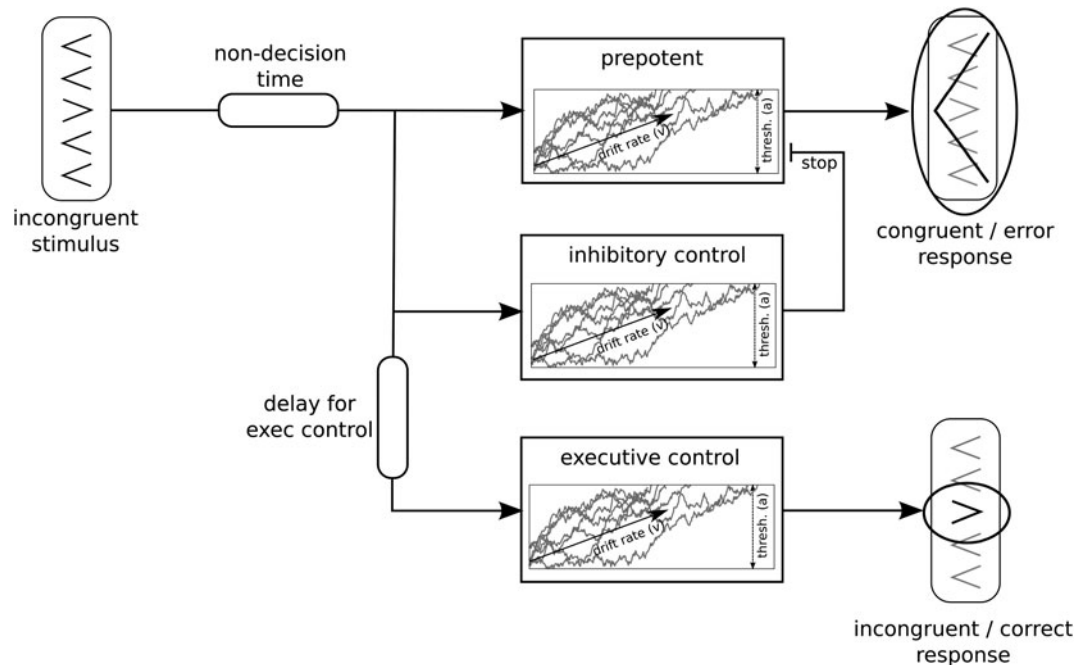 non-decision
time
incongruent
stimulus
prepotent
drift rate (v)
thresh. (a)
stop
congruent / error
response
inhibitory control
drift rate (v)
thresh. (a)
delay for
exec control
executive control
drift rate (v)
thresh. (a)
incongruent / correct
response